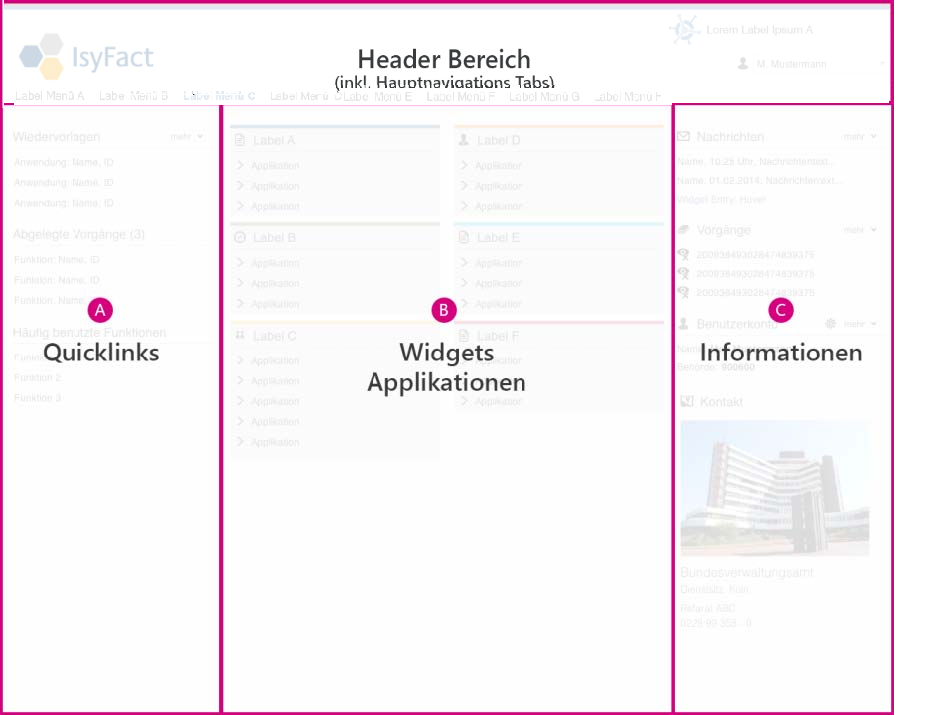 Lorem Label Ipsum A
IsyFact
Header Bereich
(inkl. Hauptnavigations Tabs)
M. Mustermann
Label Menü A
Label Menü B
Label Menü C
Label Menü D
Label Menü E
Label Menü F
Label Menü G
Label Menü H
Wiedervorlagen
mehr
Anwendung: Name, ID
Anwendung: Name, ID
Anwendung: Name, ID
Abgelegte Vorgänge (3)
Funktion: Name, ID
Funktion: Name, ID
Funktion: Name
A
Häufig benutzte Funktionen
Quicklinks
Funktion 2
Funktion 3
Label A
Applikation
Applikation
Applikation
Label D
Applikation
Applikation
Applikation
Label B
Applikation
Applikation
Applikation
Label E
Applikation
Applikation
Applikation
B
Label C
Label F
Widgets
Applikationen
Applikation
Applikation
Applikation
Applikation
Applikation
Applikation
Nachrichten
mehr
Name, 10:25 Uhr, Nachrichtentext...
Name, 01.02.2014, Nachrichtentext...
Widget Entry: Hover
Vorgänge
mehr
200938493028474839375
200938493028474839375
200938493028474839375
C
Benutzerkonto
mehr
Informationen
Behörde: 900600
Kontakt
Bundesverwaltungsamt
Dienstsitz: Köln
Referat ABC
0228 99 358 - 0